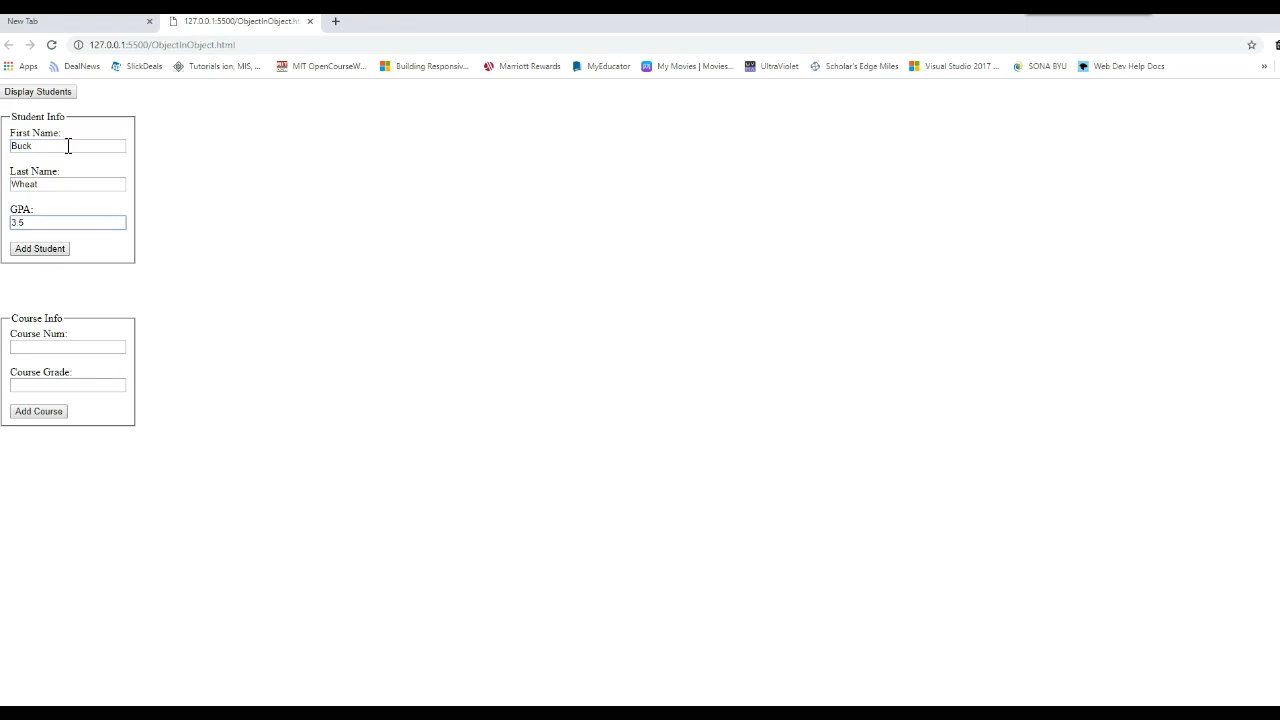 New Tab
127.0.0.1:5500/ObjectInObject.ht
127.0.0.1:5500/ObjectInObject.html
Apps DealNews SlickDeals Tutorials ion, MIS, ... MIT OpenCourseW... Building Responsiv... Marriott Rewards MyEducator My Movies | Movies... UltraViolet Scholar's Edge Miles Visual Studio 2017 ... SONA BYU Web Dev Help Docs »
Display Students
Student Info
First Name:
Buck
Last Name:
Wheat
GPA:
3.5
Add Student
Course Info
Course Num:
Course Grade:
Add Course